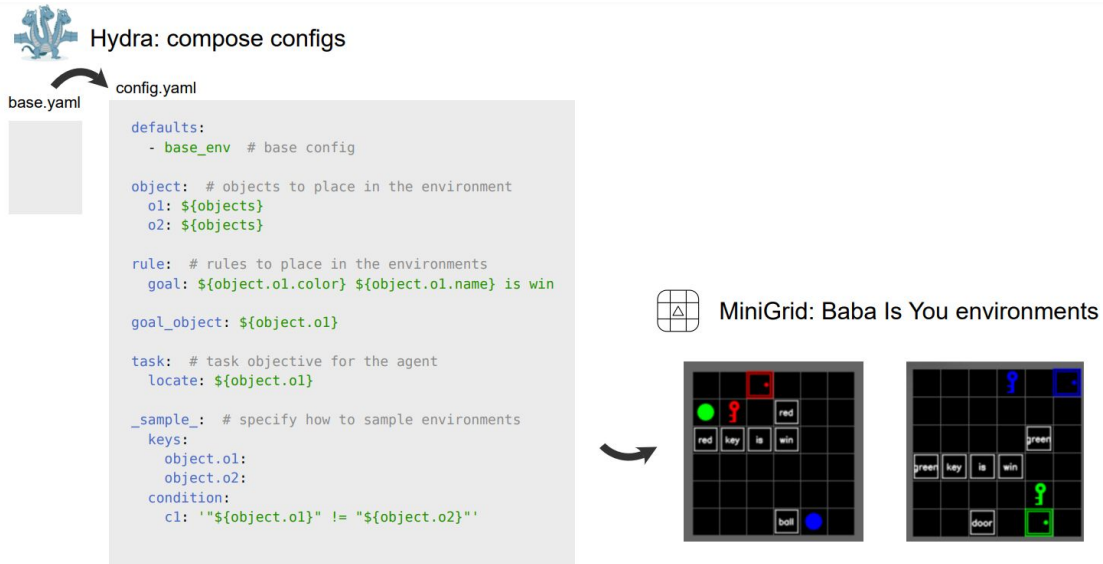 Hydra: compose configs
base.yaml
config.yaml
defaults:
- base_env # base config
object: # objects to place in the environment
o1: ${objects}
o2: ${objects}
rule: # rules to place in the environments
goal: ${object.o1.color} ${object.o1.name} is win
goal_object: ${object.o1}
task: # task objective for the agent
locate: ${object.o1}
_sample_: # specify how to sample environments
keys:
object.o1:
object.o2:
condition:
c1: '"${object.o1}" != "${object.o2}"'
MiniGrid: Baba Is You environments
red
red key is win
ball
green
green key is win
door